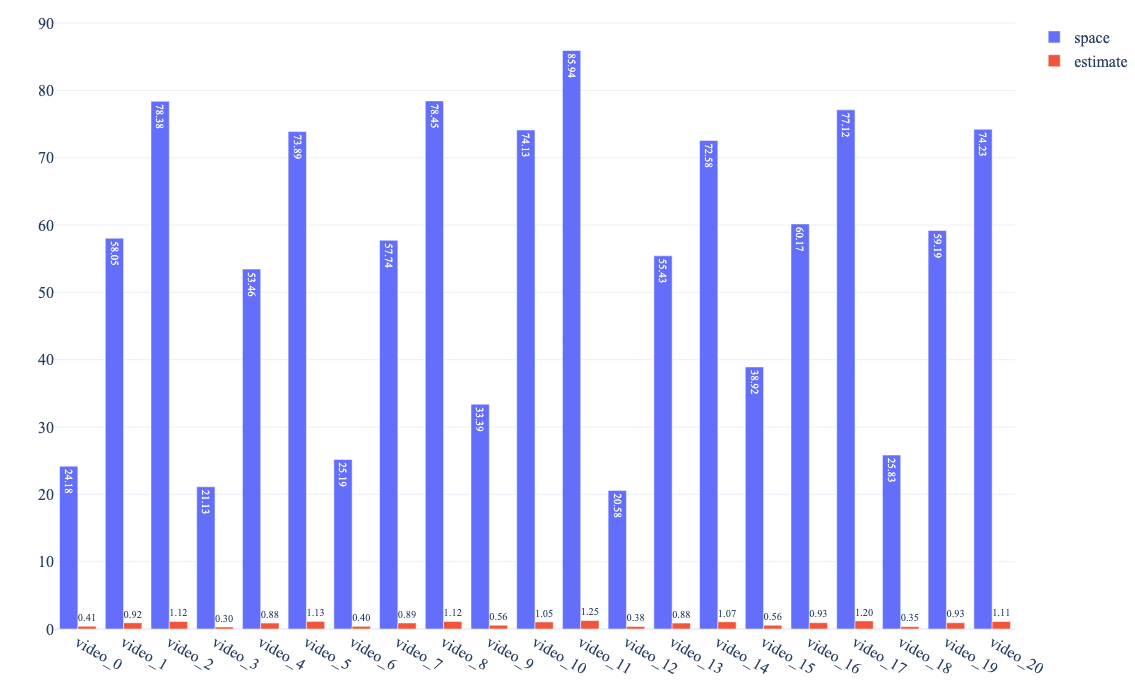 90
80
70
60
50
40
30
20
10
0
space
estimate
24.18
58.05
78.38
21.13
53.46
73.89
25.19
57.74
78.45
33.39
74.13
85.94
20.58
55.43
72.58
38.92
60.17
77.12
25.83
59.19
74.23
0.41
0.92
1.12
0.30
0.88
1.13
0.40
0.89
1.12
0.56
1.05
1.25
0.38
0.88
1.07
0.56
0.93
1.20
0.35
0.93
1.11
video_0
video_1
video_2
video_3
video_4
video_5
video_6
video_7
video_8
video_9
video_10
video_11
video_12
video_13
video_14
video_15
video_16
video_17
video_18
video_19
video_20